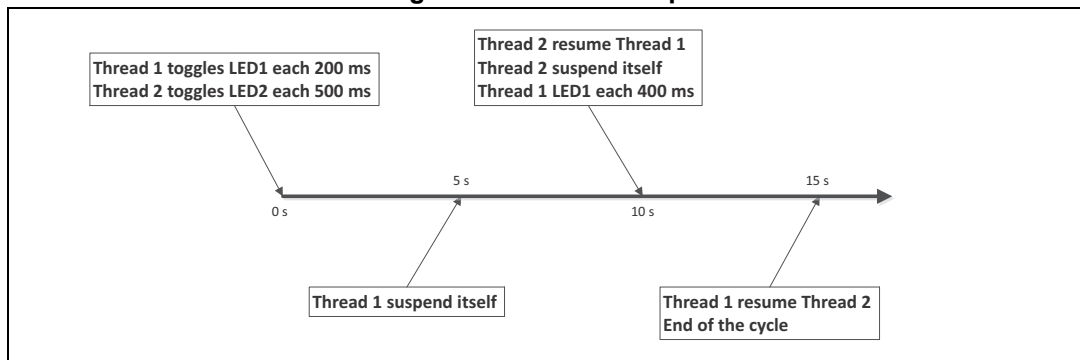 Thread 1 toggles LED1 each 200 ms
Thread 2 toggles LED2 each 500 ms
Thread 2 resume Thread 1
Thread 2 suspend itself
Thread 1 LED1 each 400 ms
5 s
15 s
0 s
10 s
Thread 1 suspend itself
Thread 1 resume Thread 2
End of the cycle